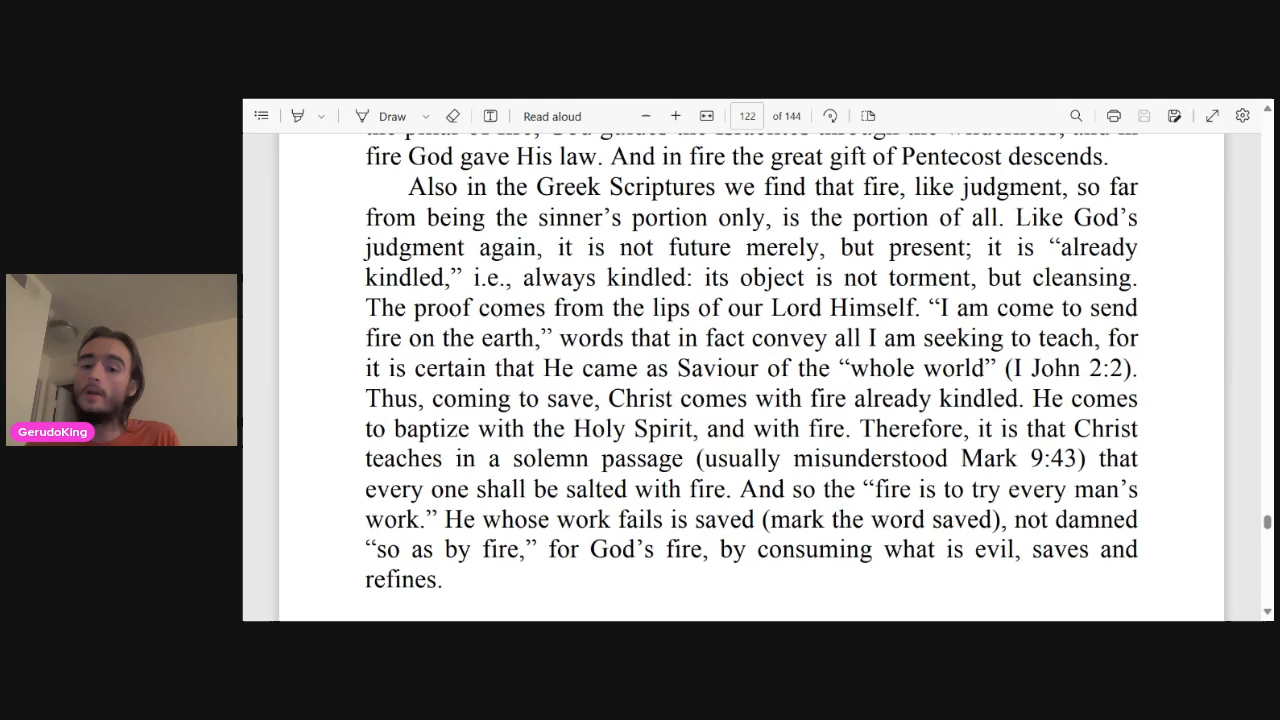 Draw
Read aloud
122
of 144
fire God gave His law. And in fire the great gift of Pentecost descends.
Also in the Greek Scriptures we find that fire, like judgment, so far
from being the sinner’s portion only, is the portion of all. Like God’s
judgment again, it is not future merely, but present; it is “already
kindled,” i.e., always kindled: its object is not torment, but cleansing.
The proof comes from the lips of our Lord Himself. “I am come to send
fire on the earth,” words that in fact convey all I am seeking to teach, for
it is certain that He came as Saviour of the “whole world” (I John 2:2).
Thus, coming to save, Christ comes with fire already kindled. He comes
to baptize with the Holy Spirit, and with fire. Therefore, it is that Christ
teaches in a solemn passage (usually misunderstood Mark 9:43) that
every one shall be salted with fire. And so the “fire is to try every man’s
work.” He whose work fails is saved (mark the word saved), not damned
“so as by fire,” for God’s fire, by consuming what is evil, saves and
refines.
GerudoKing